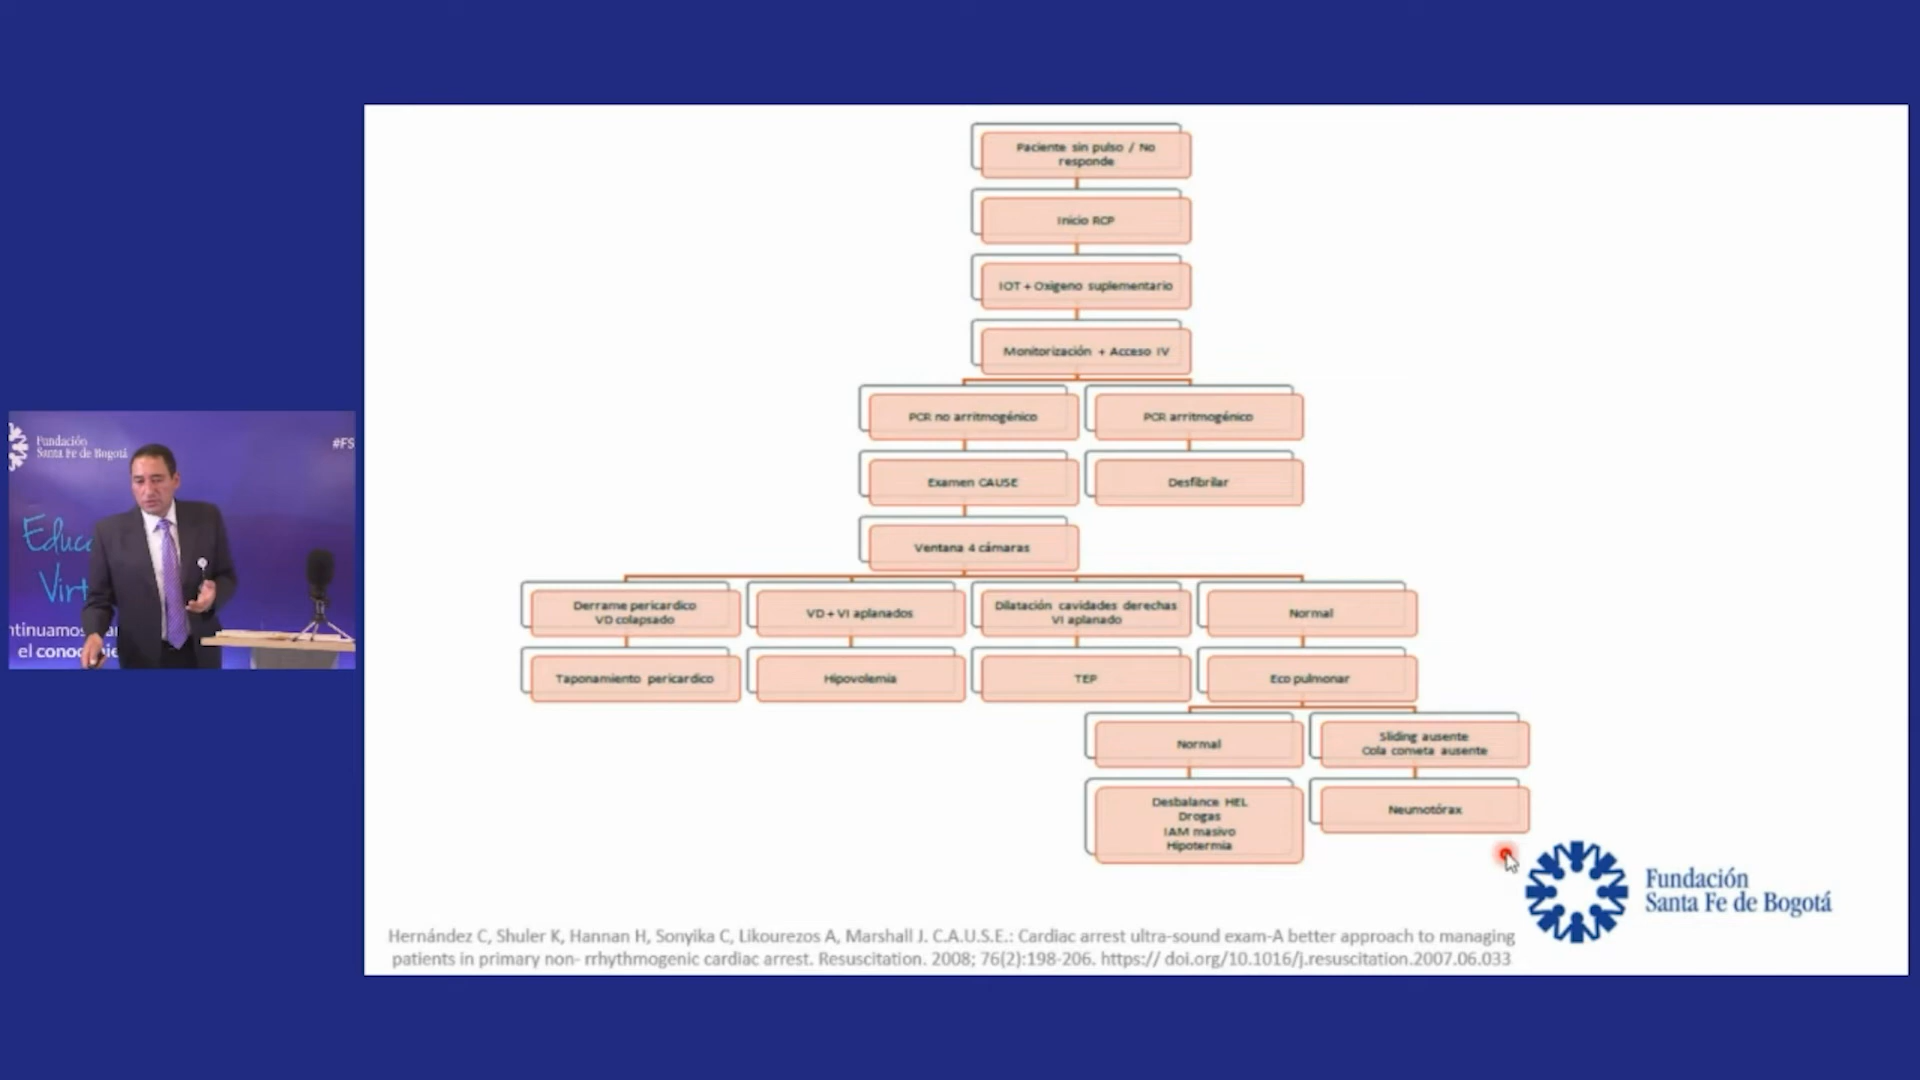 Paciente sin pulso / No
responde
Inicio RCP
IOT + Oxigeno suplementario
Monitorización + Acceso IV
PCR no arritmogénico
PCR arritmogénico
Examen CAUSE
Desfibrilar
Ventana 4 cámaras
Derrame pericardico
VD colapsado
VD + VI aplanados
Dilatación cavidades derechas
VI aplanado
Normal
Taponamiento pericardico
Hipovolemia
TEP
Eco pulmonar
Normal
Sliding ausente
Cola cometa ausente
Desbalance HEL
Drogas
IAM masivo
Hipotermia
Neumotórax
Fundación
Santa Fe de Bogotá
Hernández C, Shuler K, Hannan H, Sonyika C, Likourezos A, Marshall J. C.A.U.S.E.: Cardiac arrest ultra-sound exam-A better approach to managing
patients in primary non- rrhythmogenic cardiac arrest. Resuscitation. 2008; 76(2):198-206. https:// doi.org/10.1016/j.resuscitation.2007.06.033
Fundación
Santa Fe de Bogotá
#FS
Educ
Virt
ntinuamos
el cono